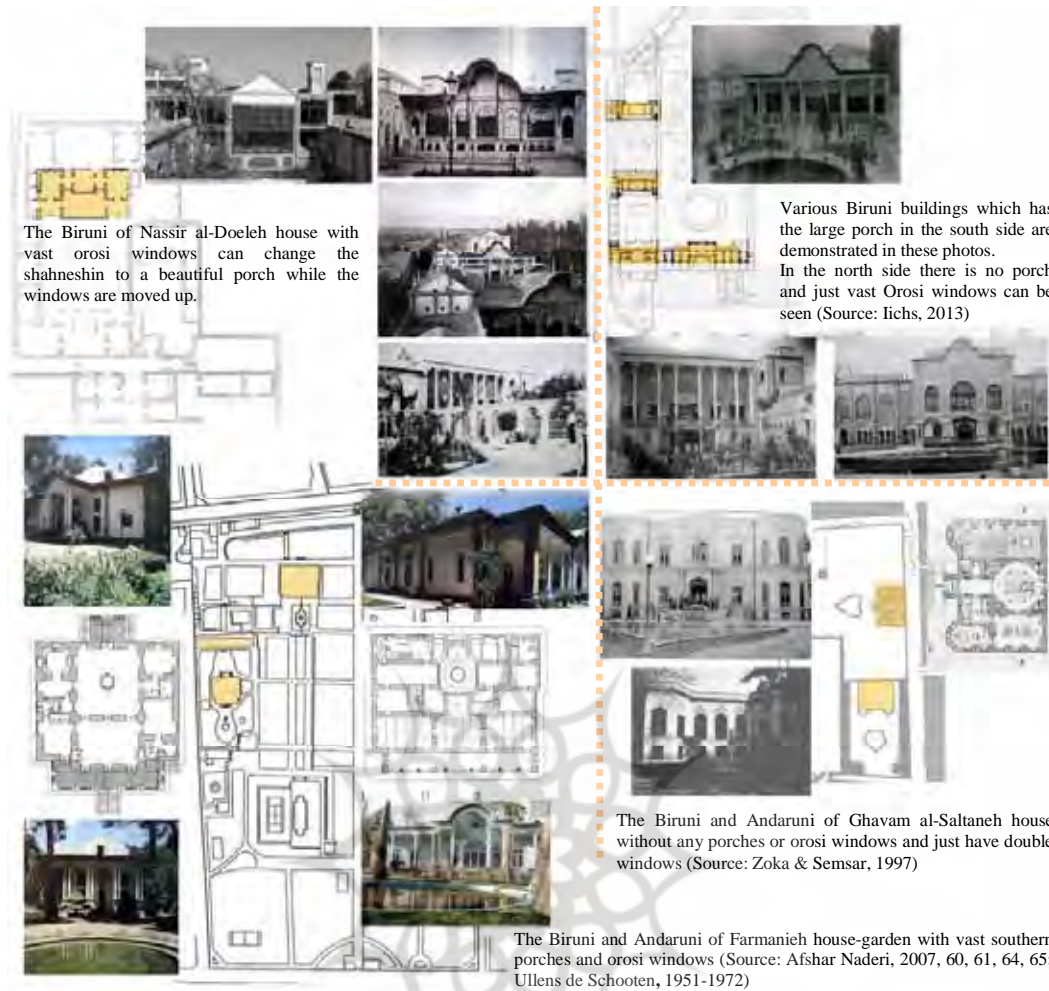 The Biruni of Nassir al-Doeleh house with
vast orosi windows can change the
shahneshin to a beautiful porch while the
windows are moved up.
Various Biruni buildings which has
the large porch in the south side are
demonstrated in these photos.
In the north side there is no porch
and just vast Orosi windows can be
seen (Source: Iichs, 2013)
The Biruni and Andaruni of Ghavam al-Saltaneh house
without any porches or orosi windows and just have double
windows (Source: Zoka & Semsar, 1997)
The Biruni and Andaruni of Farmanieh house-garden with vast southern
porches and orosi windows (Source: Afshar Naderi, 2007, 60, 61, 64, 65;
Ullens de Schooten, 1951-1972)